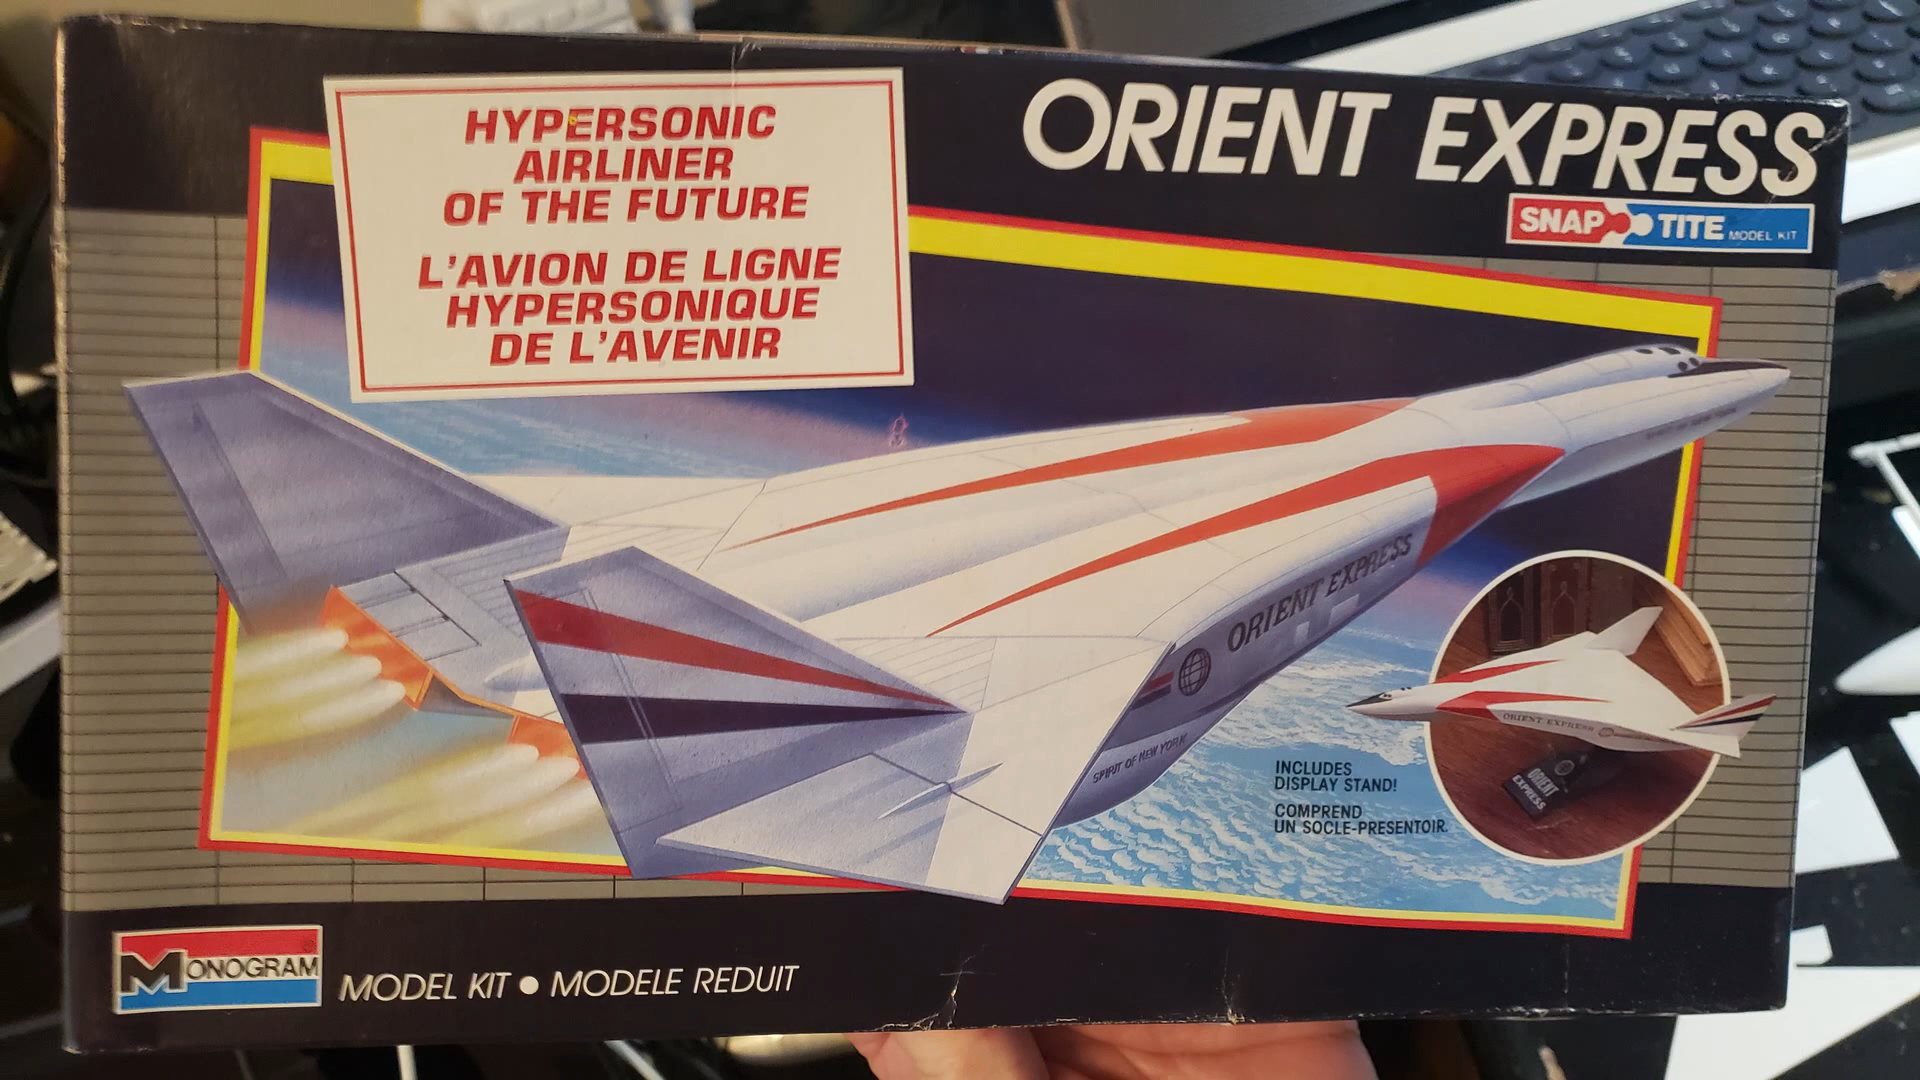 HYPERSONIC
AIRLINER
OF THE FUTURE
L'AVION DE LIGNE
HYPERSONIQUE
DE L'AVENIR
ORIENT EXPRESS
SNAP TITE MODEL KIT
ORIENT EXPRESS
SPIRIT OF NEW YORK
ORIENT EXPRESS
ORIENT
EXPRESS
INCLUDES
DISPLAY STAND!
COMPREND
UN SOCLE-PRESENTOIR.
MONOGRAM®
MODEL KIT • MODELE REDUIT